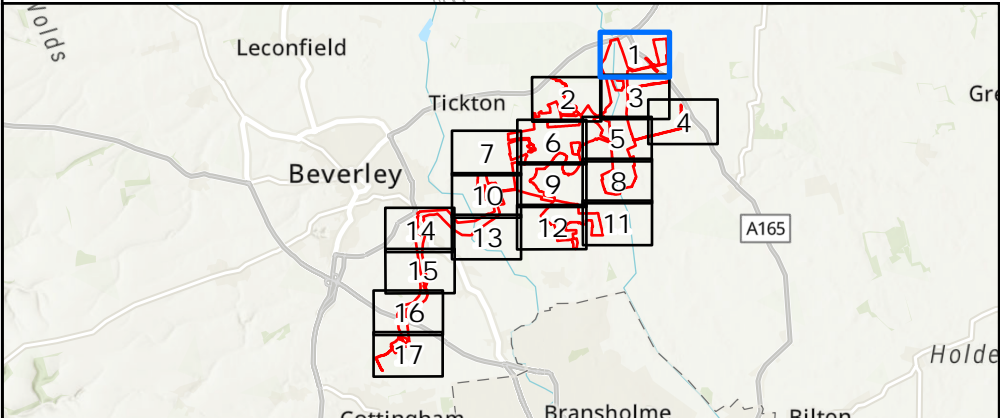 Wolds
Leconfield
1
Tickton
2
3
Gre
4
5
6
7
Beverley
8
9
10
11
12
13
14
A165
15
16
17
Holde
Cottingham
Bransholme
Bilton